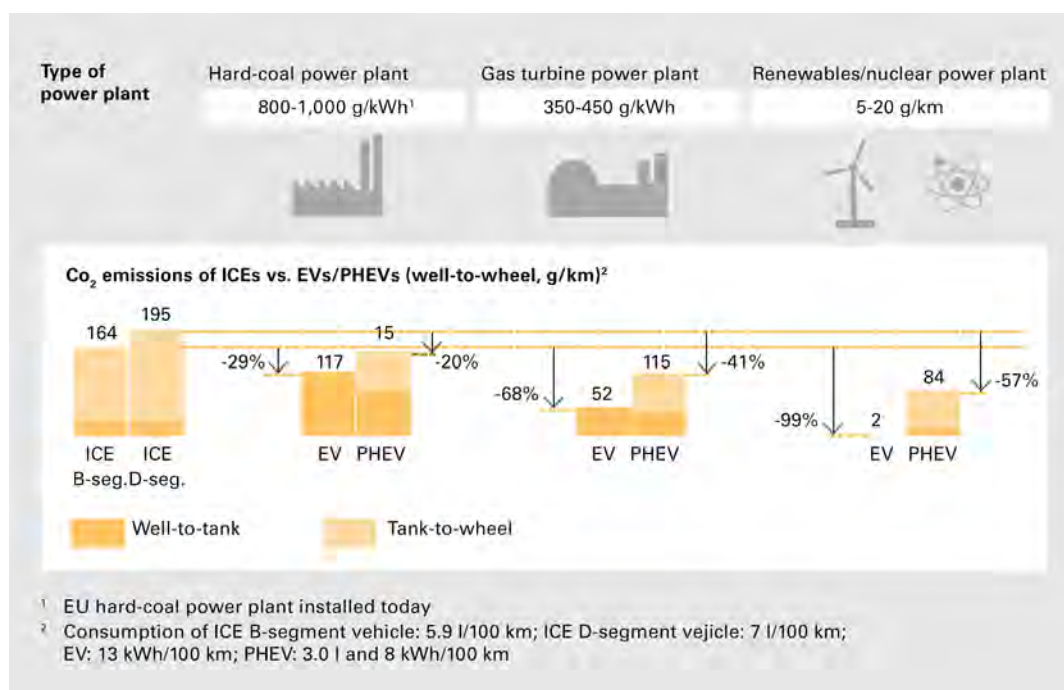 Type of
power plant
Hard-coal power plant
Gas turbine power plant
Renewables/nuclear power plant
800-1,000 g/kWh¹
350-450 g/kWh
5-20 g/km
Co₂ emissions of ICEs vs. EVs/PHEVs (well-to-wheel, g/km)²
164
195
-29%
117
15
-20%
-68%
52
115
-41%
-99%
2
84
-57%
ICE
B-seg.
ICE
D-seg.
EV PHEV
EV PHEV
EV PHEV
Well-to-tank
Tank-to-wheel
¹ EU hard-coal power plant installed today
² Consumption of ICE B-segment vehicle: 5.9 l/100 km; ICE D-segment vejicle: 7 l/100 km;
EV: 13 kWh/100 km; PHEV: 3.0 l and 8 kWh/100 km